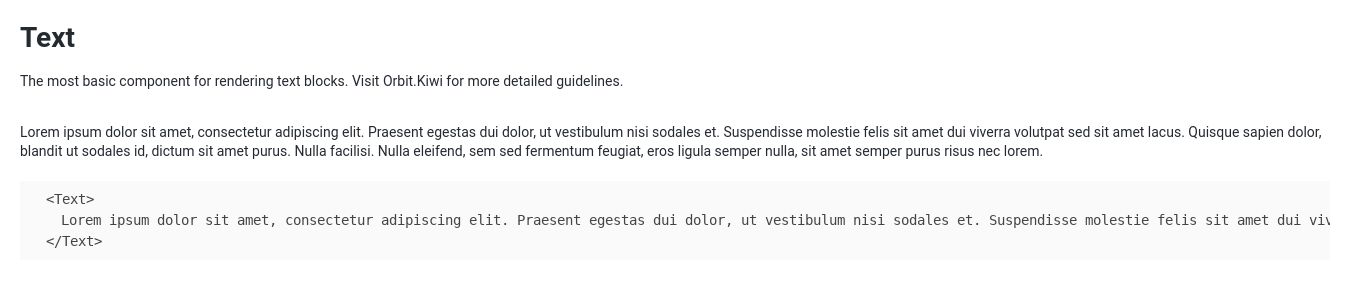 Text
The most basic component for rendering text blocks. Visit Orbit.Kiwi for more detailed guidelines.
Lorem ipsum dolor sit amet, consectetur adipiscing elit. Praesent egestas dui dolor, ut vestibulum nisi sodales et. Suspendisse molestie felis sit amet dui viverra volutpat sed sit amet lacus. Quisque sapien dolor,
blandit ut sodales id, dictum sit amet purus. Nulla facilisi. Nulla eleifend, sem sed fermentum feugiat, eros ligula semper nulla, sit amet semper purus risus nec lorem.
<Text>
Lorem ipsum dolor sit amet, consectetur adipiscing elit. Praesent egestas dui dolor, ut vestibulum nisi sodales et. Suspendisse molestie felis sit amet dui
</Text>